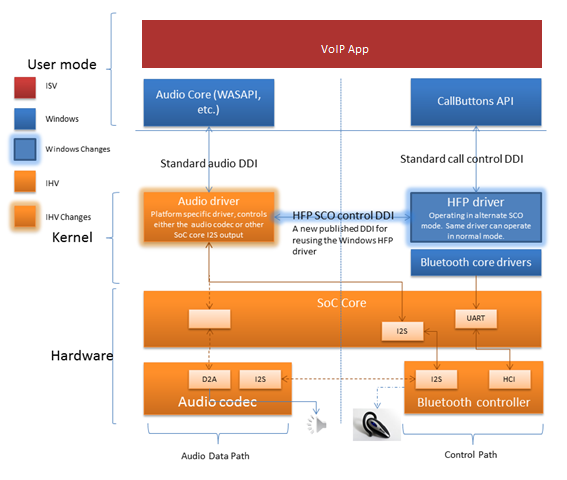 VoIP App
User mode
ISV
Windows
Windows Changes
IHV
IHV Changes
Audio Core (WASAPI,
etc.)
CallButtons API
Standard audio DDI
Standard call control DDI
Kernel
Audio driver
Platform specific driver, controls
either the audio codec or other
SoC core I2S output
HFP SCO control DDI
A new published DDI for
reusing the Windows HFP
driver
HFP driver
Operating in alternate SCO
mode. Same driver can operate
in normal mode.
Bluetooth core drivers
Hardware
SoC Core
I2S
UART
D2A
I2S
Audio codec
I2S
HCI
Bluetooth controller
Audio Data Path
Control Path